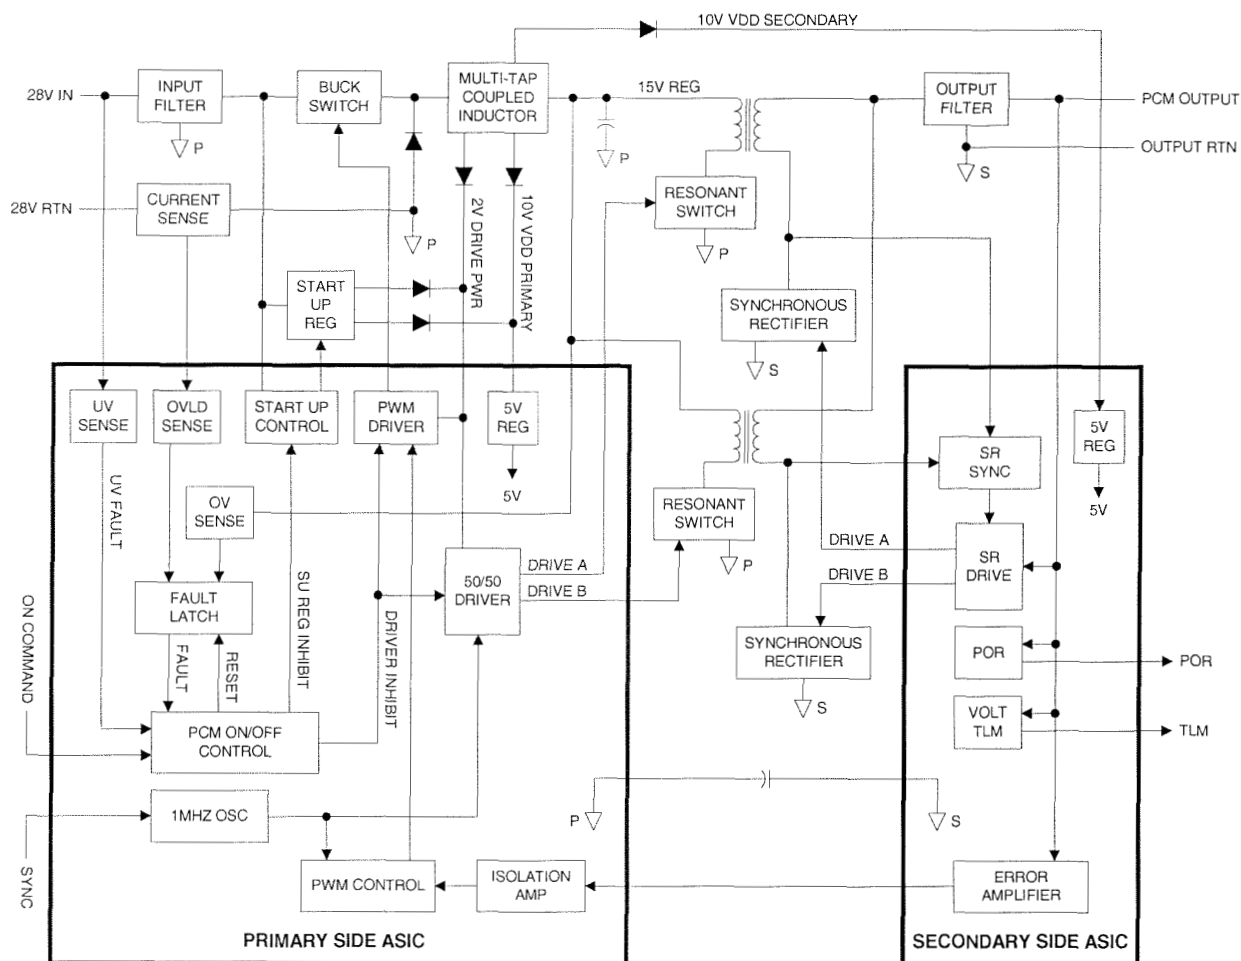 10V VDD SECONDARY
28V IN
INPUT
FILTER
P
BUCK
SWITCH
MULTI-TAP
COUPLED
INDUCTOR
15V REG
P
OUTPUT
FILTER
PCM OUTPUT
OUTPUT RTN
S
28V RTN
CURRENT
SENSE
P
2V DRIVE PWR
10V VDD PRIMARY
RESONANT
SWITCH
P
START
UP
REG
SYNCHRONOUS
RECTIFIER
S
UV
SENSE
OVLD
SENSE
START UP
CONTROL
PWM
DRIVER
5V
REG
5V
5V
REG
5V
SR
SYNC
UV FAULT
OV
SENSE
RESONANT
SWITCH
P
DRIVE A
DRIVE B
SR
DRIVE
50/50
DRIVER
DRIVE A
DRIVE B
FAULT
LATCH
SU REG INHIBIT
DRIVER INHIBIT
ON COMMAND
FAULT
RESET
SYNCHRONOUS
RECTIFIER
S
POR
POR
PCM ON/OFF
CONTROL
VOLT
TLM
TLM
1MHZ OSC
P
S
SYNC
PWM CONTROL
ISOLATION
AMP
ERROR
AMPLIFIER
PRIMARY SIDE ASIC
SECONDARY SIDE ASIC